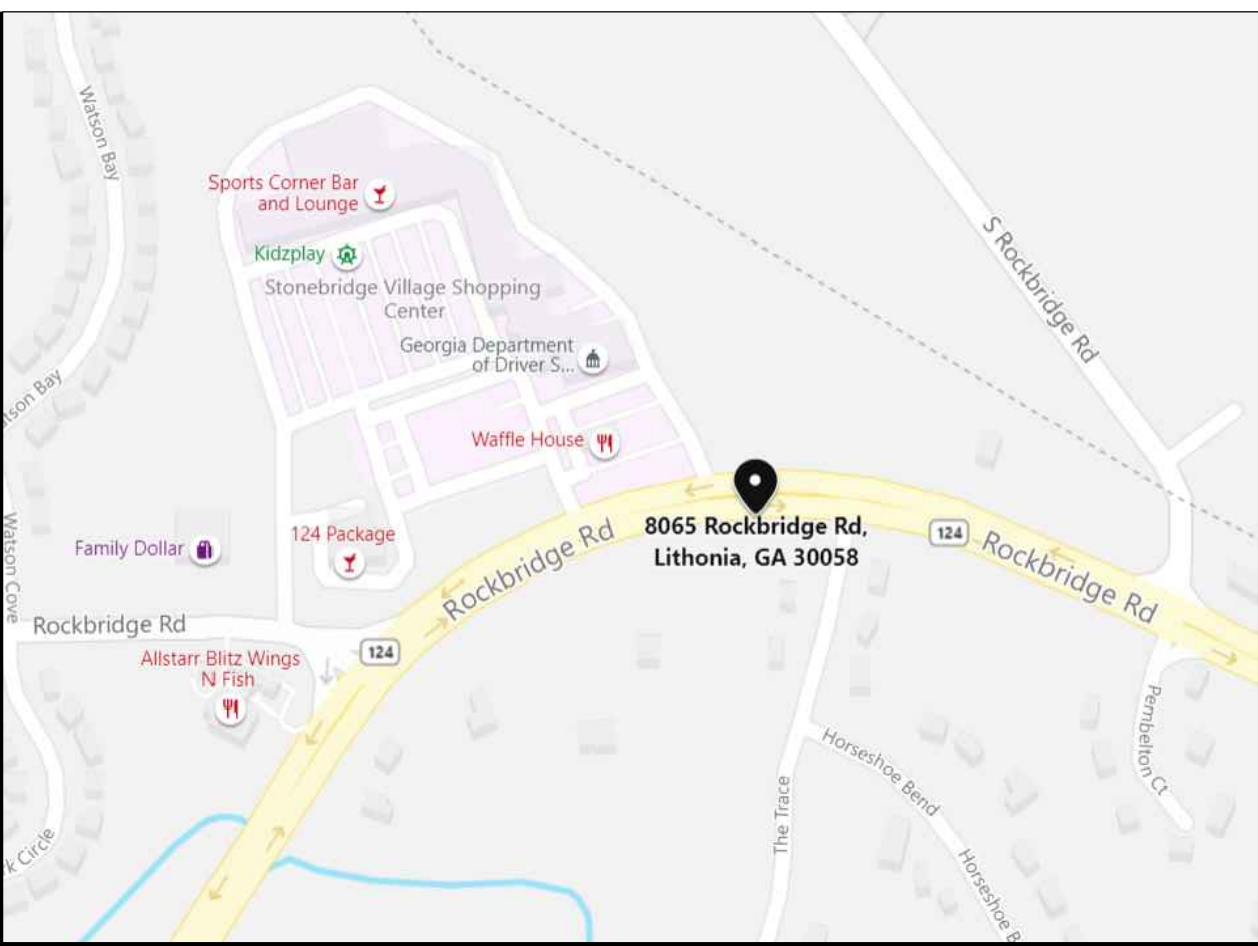 Watson Bay
Sports Corner Bar
and Lounge
Kidzplay
Stonebridge Village Shopping
Center
S Rockbridge Rd
Georgia Department
of Driver S...
Watson Bay
Waffle House
8065 Rockbridge Rd,
Lithonia, GA 30058
124
Rockbridge Rd
Rockbridge Rd
124 Package
Family Dollar
Watson Cove
Rockbridge Rd
124
Allstarr Blitz Wings
N Fish
Pembelton Ct
Horseshoe Bend
The Trace
Circle
Horseshoe